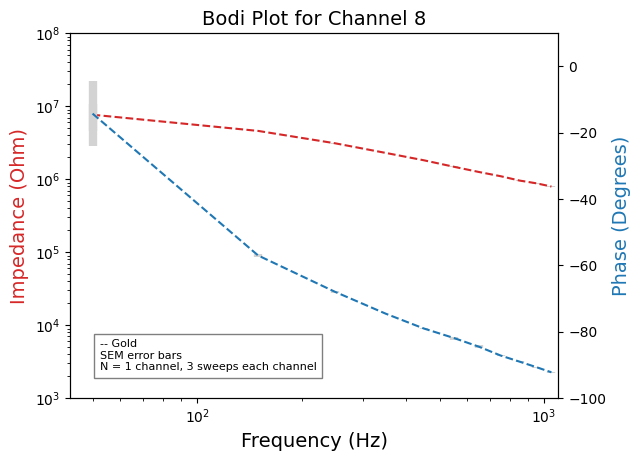 Bodi Plot for Channel 8
10⁸
10⁷
10⁶
10⁵
10⁴
10³
Impedance (Ohm)
0
−20
−40
−60
−80
−100
Phase (Degrees)
-- Gold
SEM error bars
N = 1 channel, 3 sweeps each channel
10² 10³
Frequency (Hz)